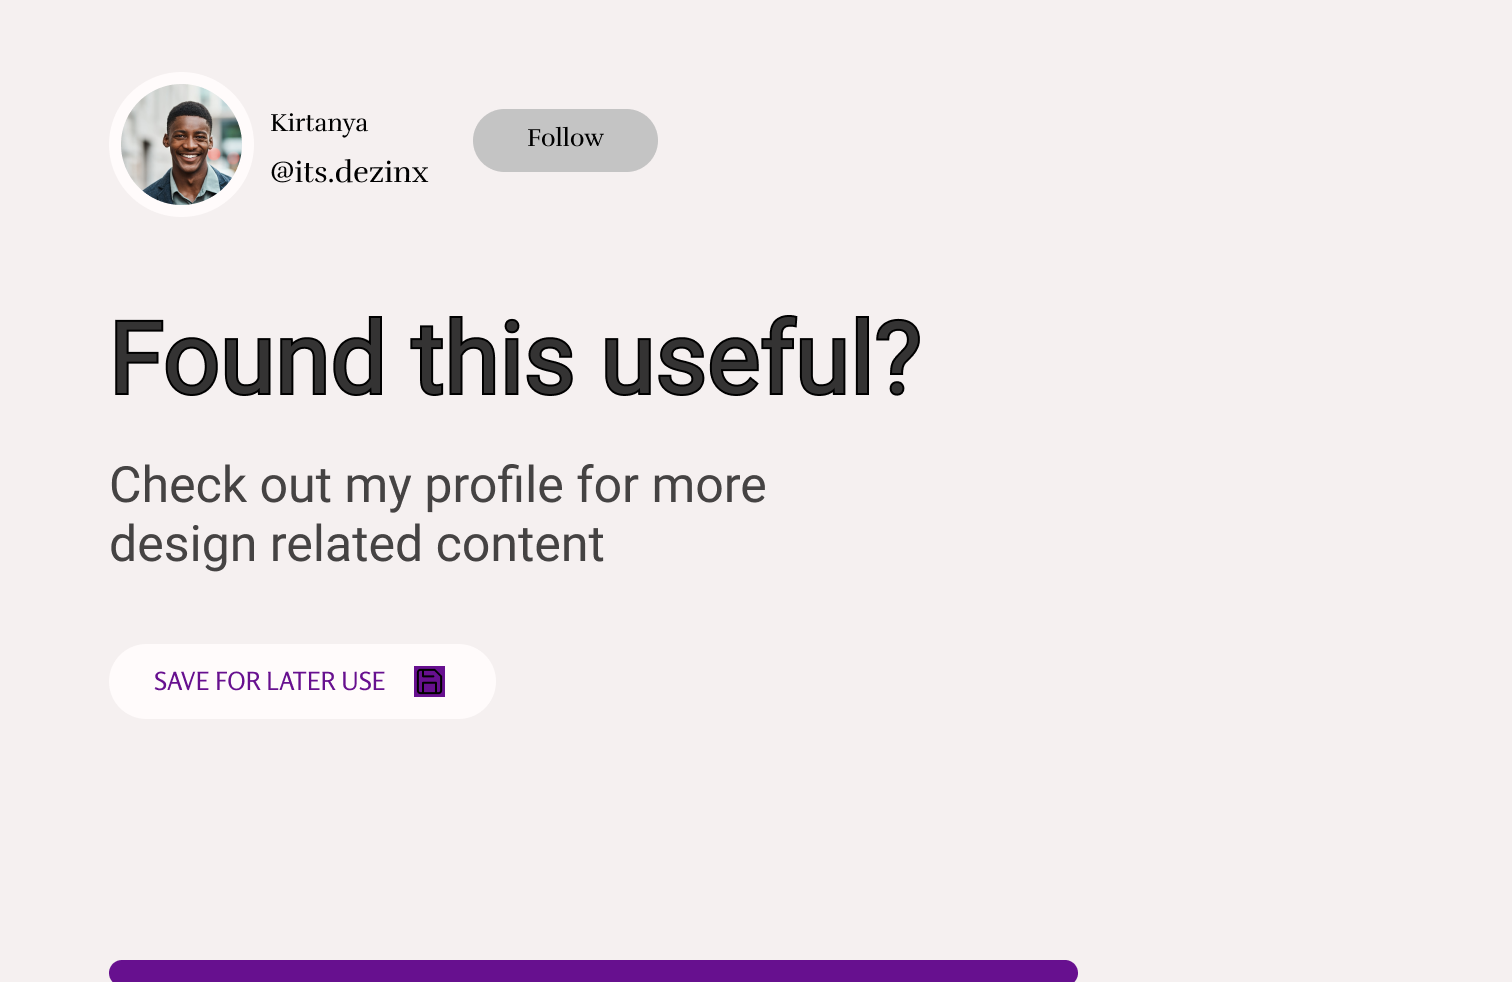 Kirtanya
@its.dezinx
Follow
Found this useful?
Check out my profile for more
design related content
SAVE FOR LATER USE